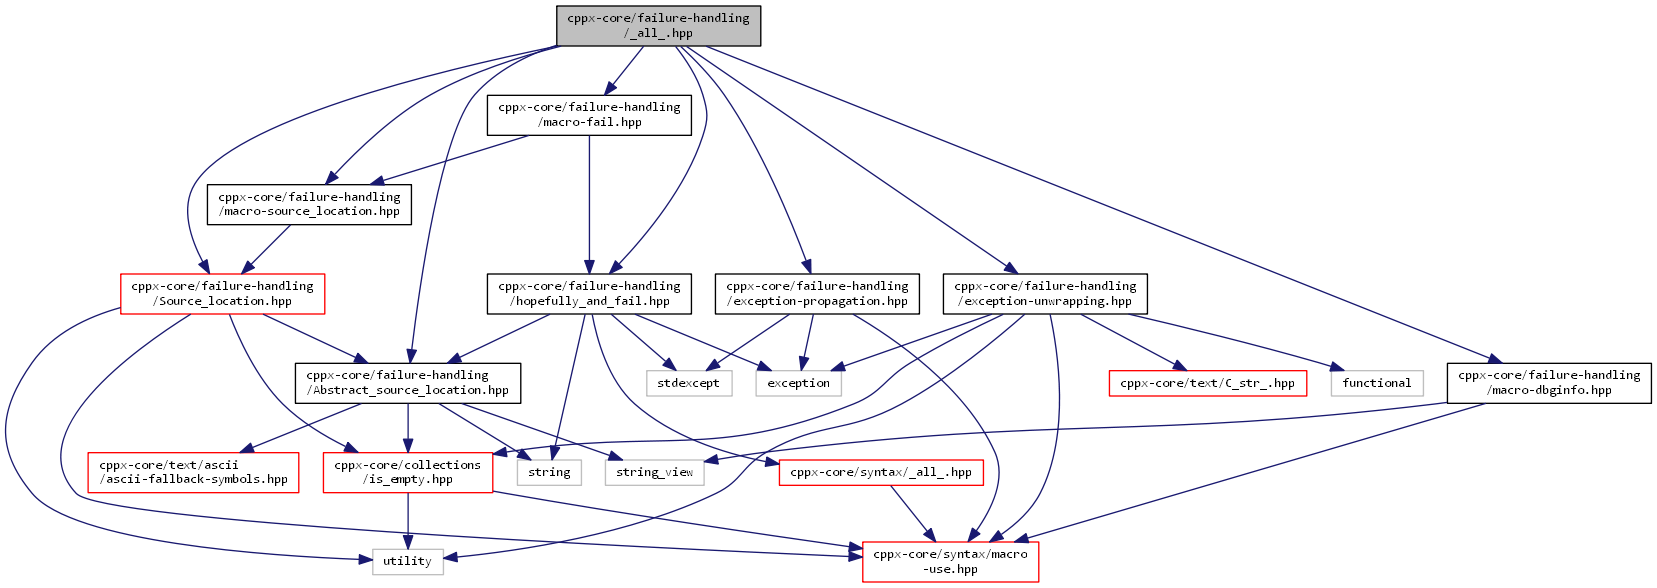 cppx-core/failure-handling
/_all_.hpp
cppx-core/failure-handling
/macro-fail.hpp
cppx-core/failure-handling
/macro-source_location.hpp
cppx-core/failure-handling
/Source_location.hpp
cppx-core/failure-handling
/hopefully_and_fail.hpp
cppx-core/failure-handling
/exception-propagation.hpp
cppx-core/failure-handling
/exception-unwrapping.hpp
cppx-core/failure-handling
/Abstract_source_location.hpp
stdexcept
exception
cppx-core/text/C_str_.hpp
functional
cppx-core/failure-handling
/macro-dbginfo.hpp
cppx-core/text/ascii
/ascii-fallback-symbols.hpp
cppx-core/collections
/is_empty.hpp
string
string_view
cppx-core/syntax/_all_.hpp
utility
cppx-core/syntax/macro
-use.hpp